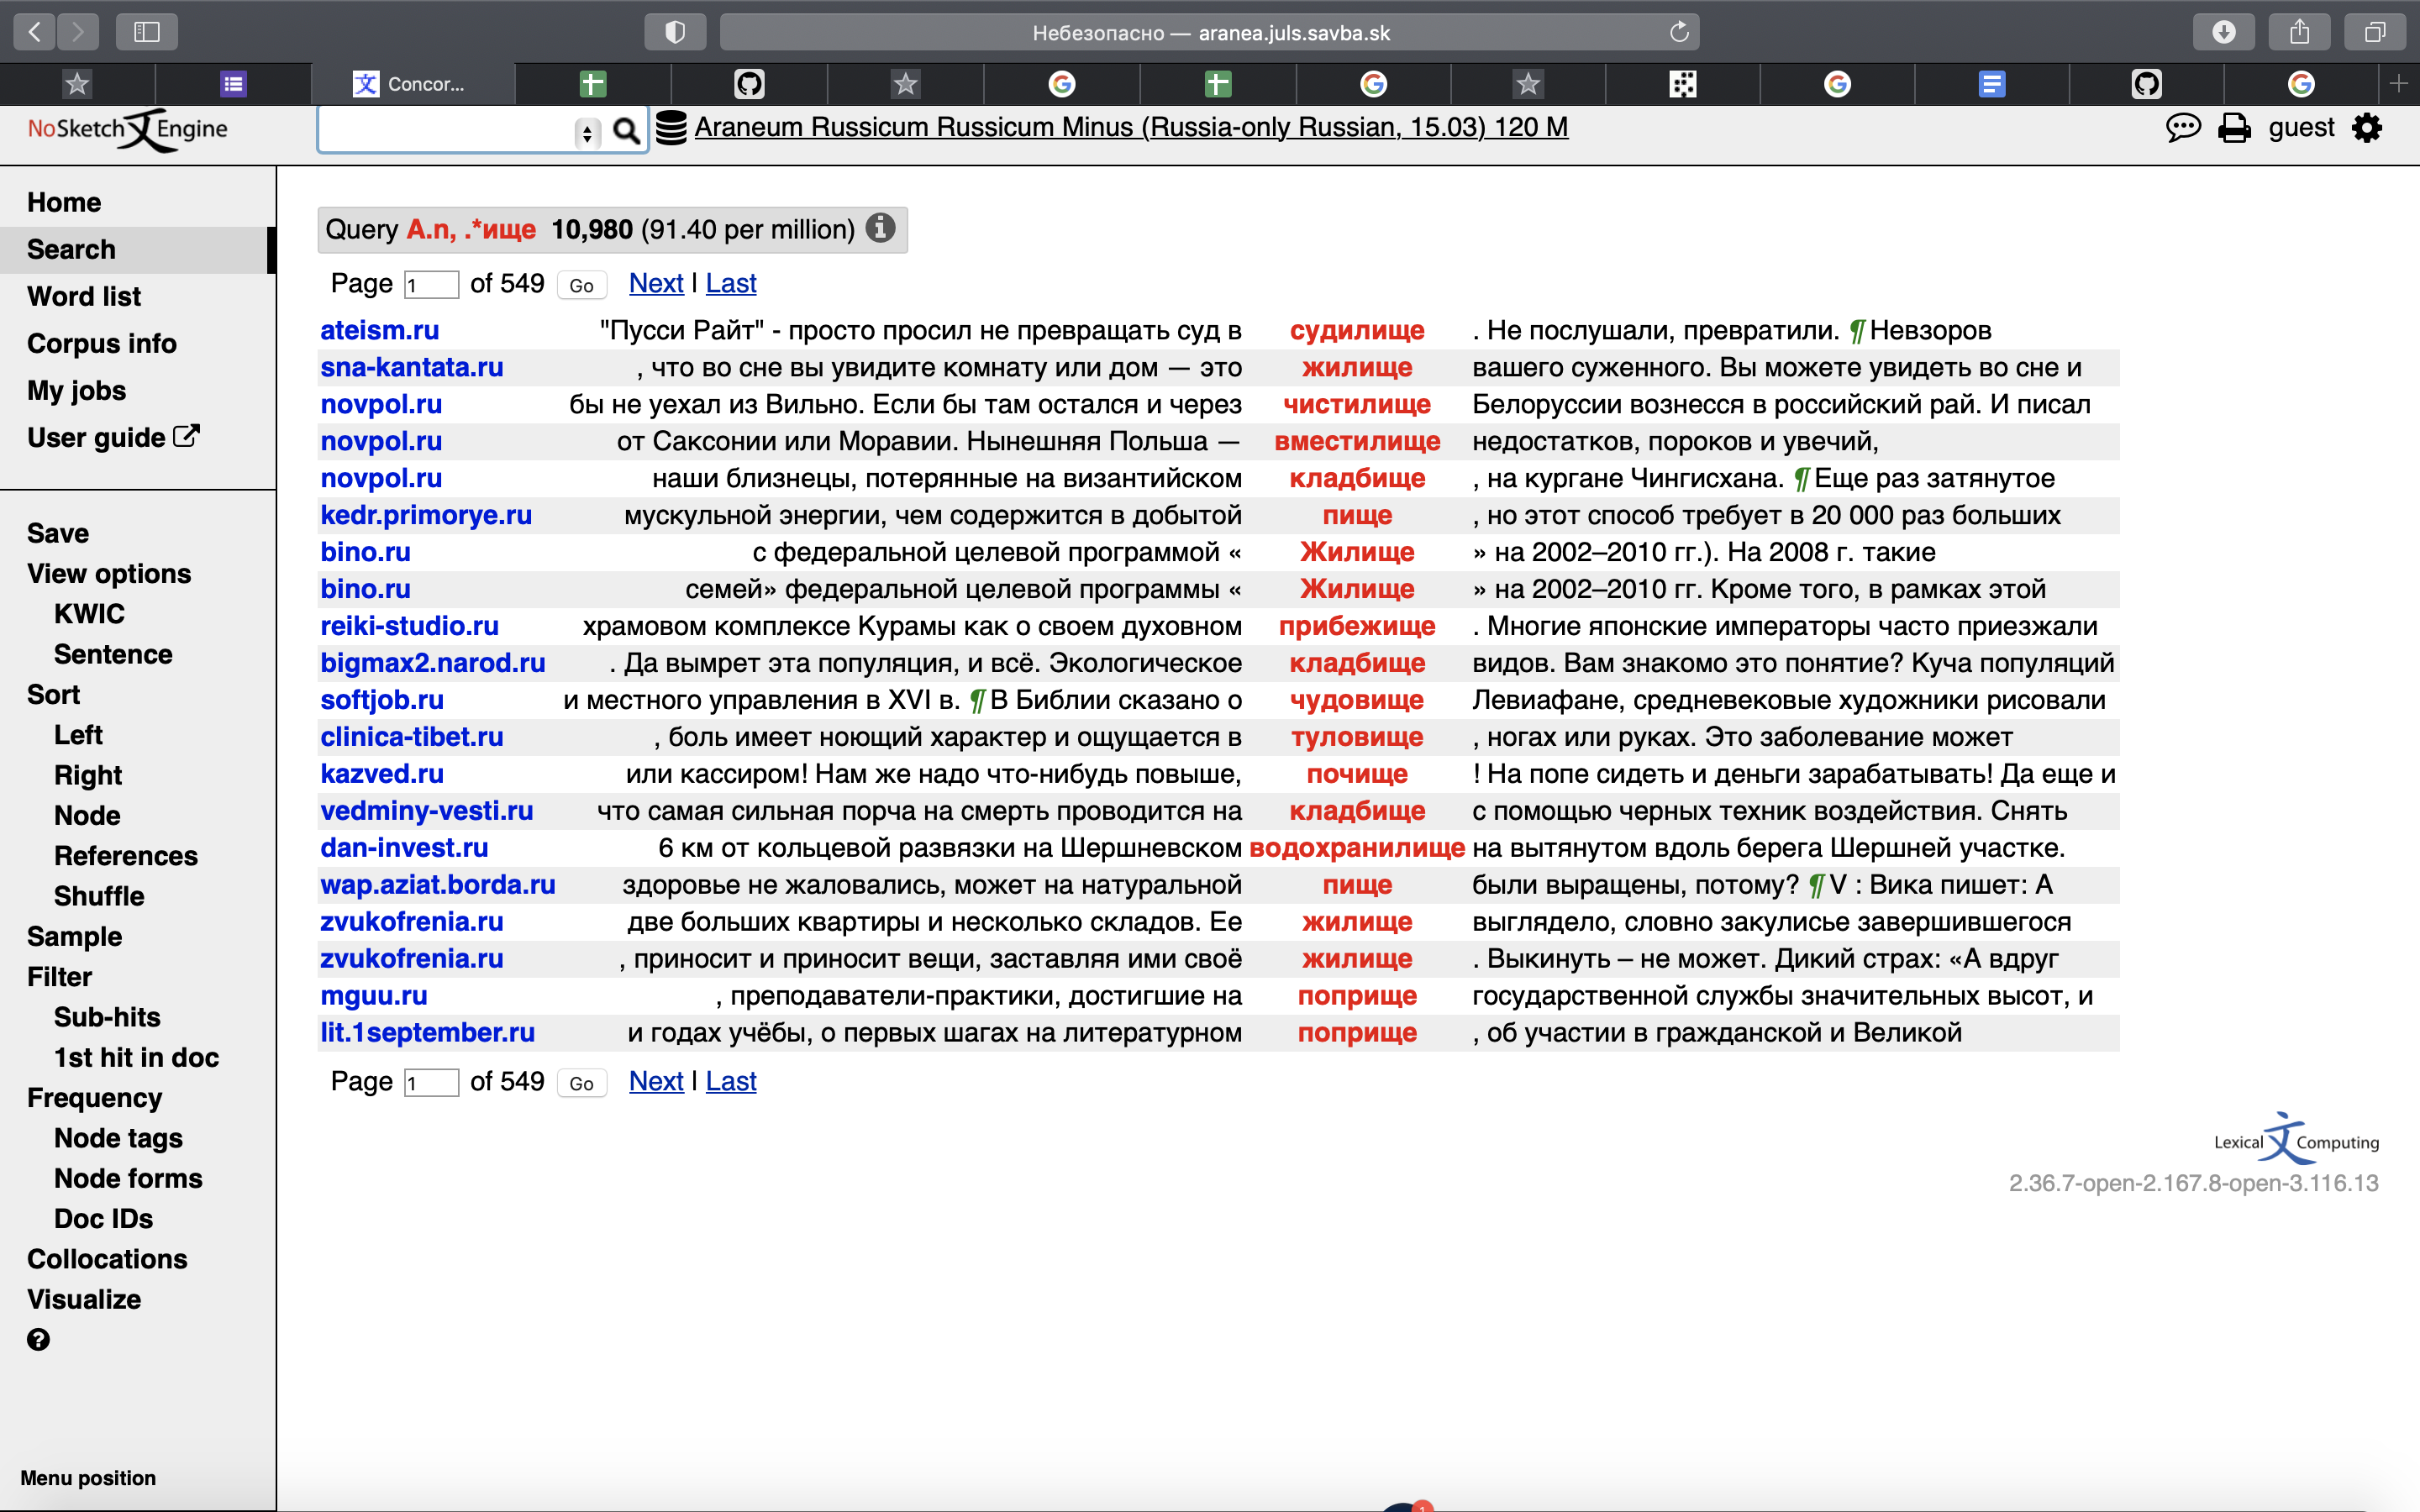 Небезопасно — aranea.juls.savba.sk
Concor...
NoSketch Engine
Araneum Russicum Russicum Minus (Russia-only Russian, 15.03) 120 M
guest
Home
Search
Word list
Corpus info
My jobs
User guide
Save
View options
KWIC
Sentence
Sort
Left
Right
Node
References
Shuffle
Sample
Filter
Sub-hits
1st hit in doc
Frequency
Node tags
Node forms
Doc IDs
Collocations
Visualize
?
Menu position
Query A.n, .*ище 10,980 (91.40 per million) i
Page 1 of 549 Go Next | Last
ateism.ru "Пусси Райт" - просто просил не превращать суд в судилище . Не послушали, превратили. ¶ Невзоров
sna-kantata.ru , что во сне вы увидите комнату или дом — это жилище вашего суженного. Вы можете увидеть во сне и
novpol.ru бы не уехал из Вильно. Если бы там остался и через чистилище Белоруссии вознесся в российский рай. И писал
novpol.ru от Саксонии или Моравии. Нынешняя Польша — вместилище недостатков, пороков и увечий,
novpol.ru наши близнецы, потерянные на византийском кладбище , на кургане Чингисхана. ¶ Еще раз затянутое
kedr.primorye.ru мускульной энергии, чем содержится в добытой пище , но этот способ требует в 20 000 раз больших
bino.ru с федеральной целевой программой « Жилище » на 2002–2010 гг.). На 2008 г. такие
bino.ru семей» федеральной целевой программы « Жилище » на 2002–2010 гг. Кроме того, в рамках этой
reiki-studio.ru храмовом комплексе Курамы как о своем духовном прибежище . Многие японские императоры часто приезжали
bigmax2.narod.ru . Да вымрет эта популяция, и всё. Экологическое кладбище видов. Вам знакомо это понятие? Куча популяций
softjob.ru и местного управления в XVI в. ¶ В Библии сказано о чудовище Левиафане, средневековые художники рисовали
clinica-tibet.ru , боль имеет ноющий характер и ощущается в туловище , ногах или руках. Это заболевание может
kazved.ru или кассиром! Нам же надо что-нибудь повыше, почище ! На попе сидеть и деньги зарабатывать! Да еще и
vedminy-vesti.ru что самая сильная порча на смерть проводится на кладбище с помощью черных техник воздействия. Снять
dan-invest.ru 6 км от кольцевой развязки на Шершневском водохранилище на вытянутом вдоль берега Шершней участке.
wap.aziat.borda.ru здоровье не жаловались, может на натуральной пище были выращены, потому? ¶ V : Вика пишет: А
zvukofrenia.ru две больших квартиры и несколько складов. Ее жилище выглядело, словно закулисье завершившегося
zvukofrenia.ru , приносит и приносит вещи, заставляя ими своё жилище . Выкинуть – не может. Дикий страх: «А вдруг
mguu.ru , преподаватели-практики, достигшие на поприще государственной службы значительных высот, и
lit.1september.ru и годах учёбы, о первых шагах на литературном поприще , об участии в гражданской и Великой
Page 1 of 549 Go Next | Last
Lexical Computing
2.36.7-open-2.167.8-open-3.116.13